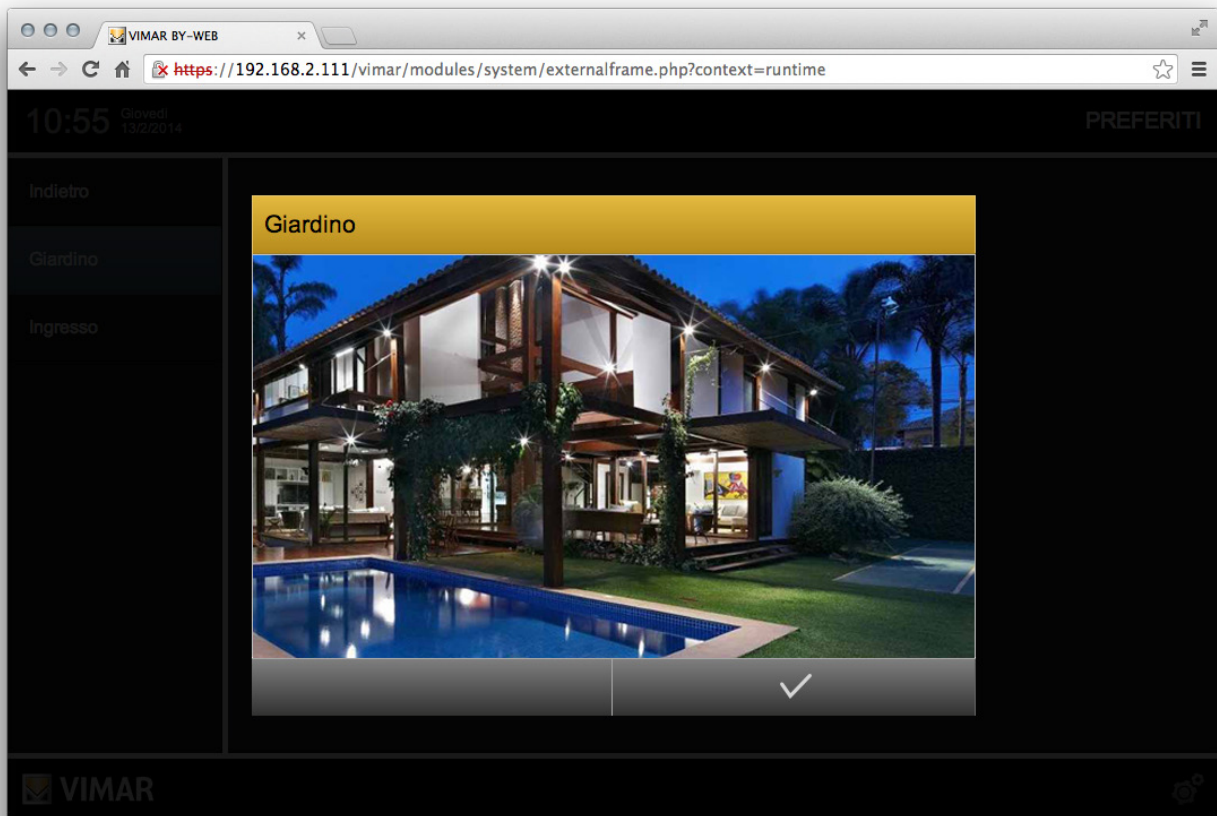 VIMAR BY-WEB
https://192.168.2.111/vimar/modules/system/externalframe.php?context=runtime
10:55
Giovedì
13/2/2014
PREFERITI
Indietro
Giardino
Ingresso
Giardino
VIMAR